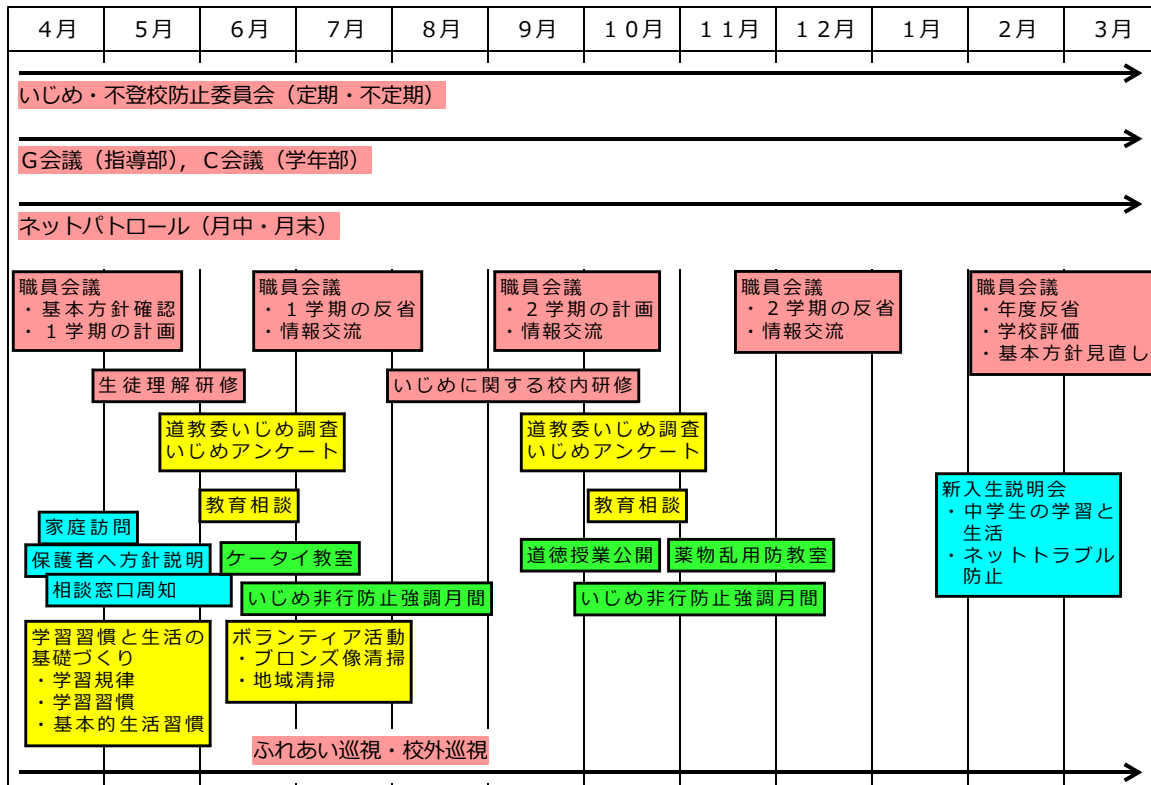 4月 5月 6月 7月 8月 9月 10月 11月 12月 1月 2月 3月
いじめ・不登校防止委員会（定期・不定期）
G会議（指導部），C会議（学年部）
ネットパトロール（月中・月末）
職員会議
・基本方針確認
・1学期の計画
職員会議
・1学期の反省
・情報交流
職員会議
・2学期の計画
・情報交流
職員会議
・2学期の反省
・情報交流
職員会議
・年度反省
・学校評価
・基本方針見直し
生徒理解研修
いじめに関する校内研修
道教委いじめ調査
いじめアンケート
道教委いじめ調査
いじめアンケート
教育相談
教育相談
新入生説明会
・中学生の学習と
生活
・ネットトラブル
防止
家庭訪問
保護者へ方針説明
相談窓口周知
ケータイ教室
道徳授業公開
薬物乱用防教室
いじめ非行防止強調月間
いじめ非行防止強調月間
学習習慣と生活の
基礎づくり
・学習規律
・学習習慣
・基本的生活習慣
ボランティア活動
・ブロンズ像清掃
・地域清掃
ふれあい巡視・校外巡視